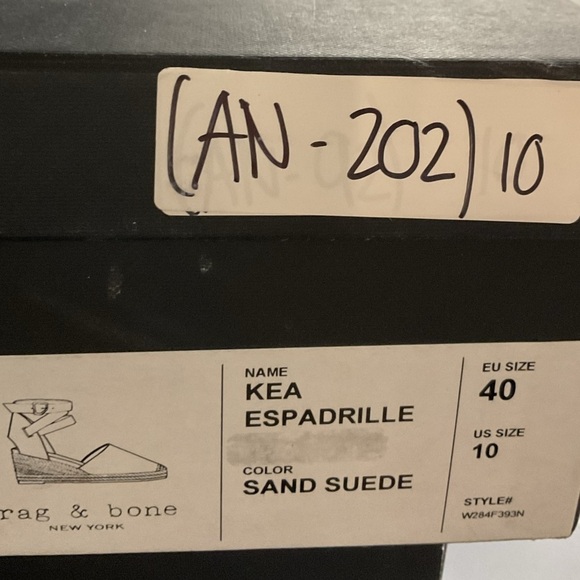 (AN-202) 10
NAME
KEA
ESPADRILLE
COLOR
SAND SUEDE
EU SIZE
40
US SIZE
10
STYLE#
W284F393N
rag & bone
NEW YORK